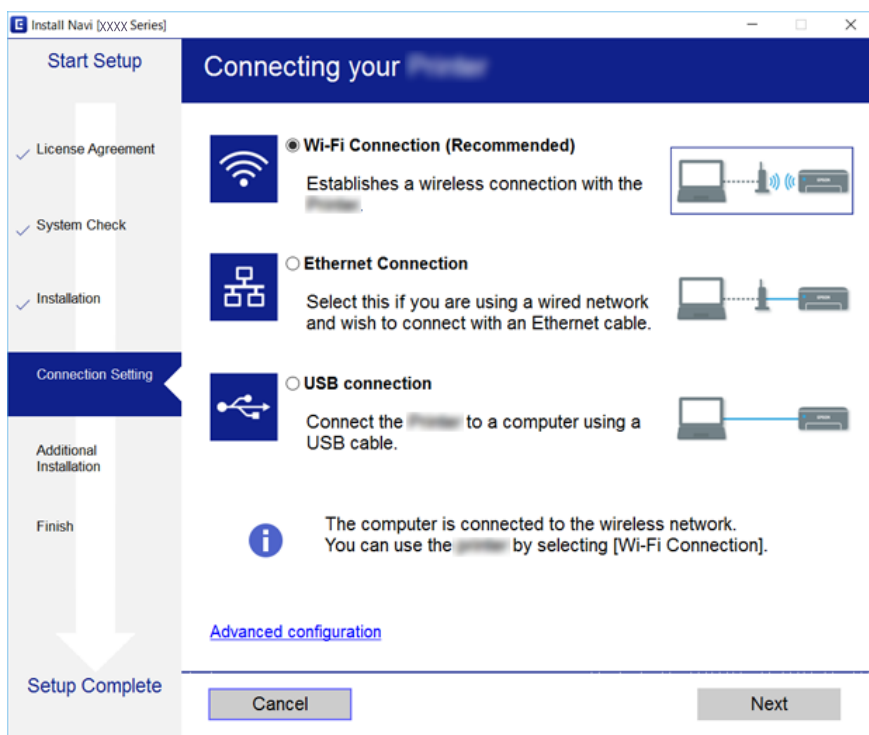 Install Navi [XXXX Series]
Start Setup
License Agreement
System Check
Installation
Connection Setting
Additional
Installation
Finish
Setup Complete
Connecting your
Wi-Fi Connection (Recommended)
Establishes a wireless connection with the
.
EPSON
Ethernet Connection
Select this if you are using a wired network
and wish to connect with an Ethernet cable.
EPSON
USB connection
Connect the to a computer using a
USB cable.
EPSON
The computer is connected to the wireless network.
You can use the by selecting [Wi-Fi Connection].
Advanced configuration
Cancel
Next